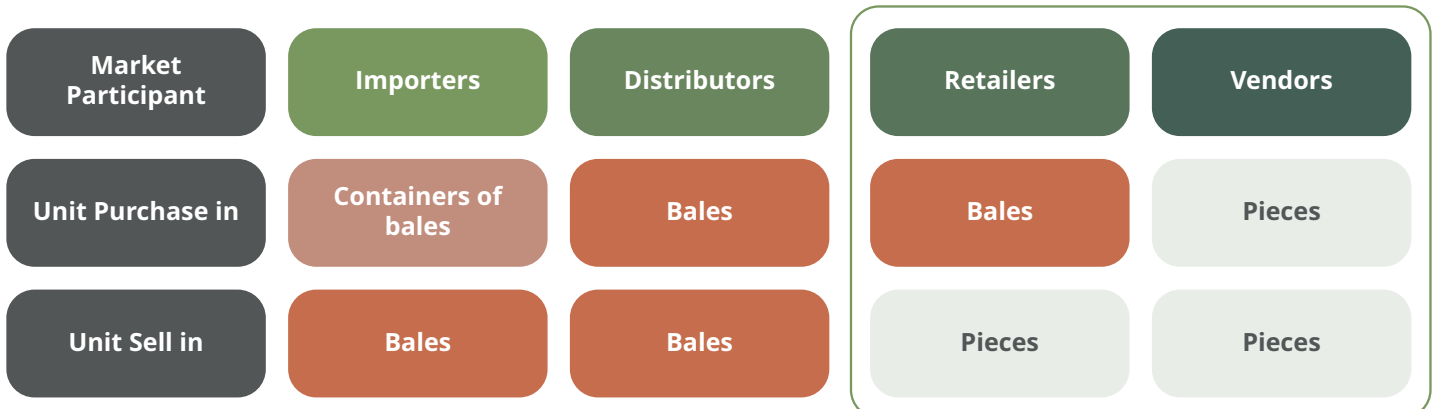 Market
Participant
Importers
Distributors
Retailers
Vendors
Unit Purchase in
Containers of
bales
Bales
Bales
Pieces
Unit Sell in
Bales
Bales
Pieces
Pieces